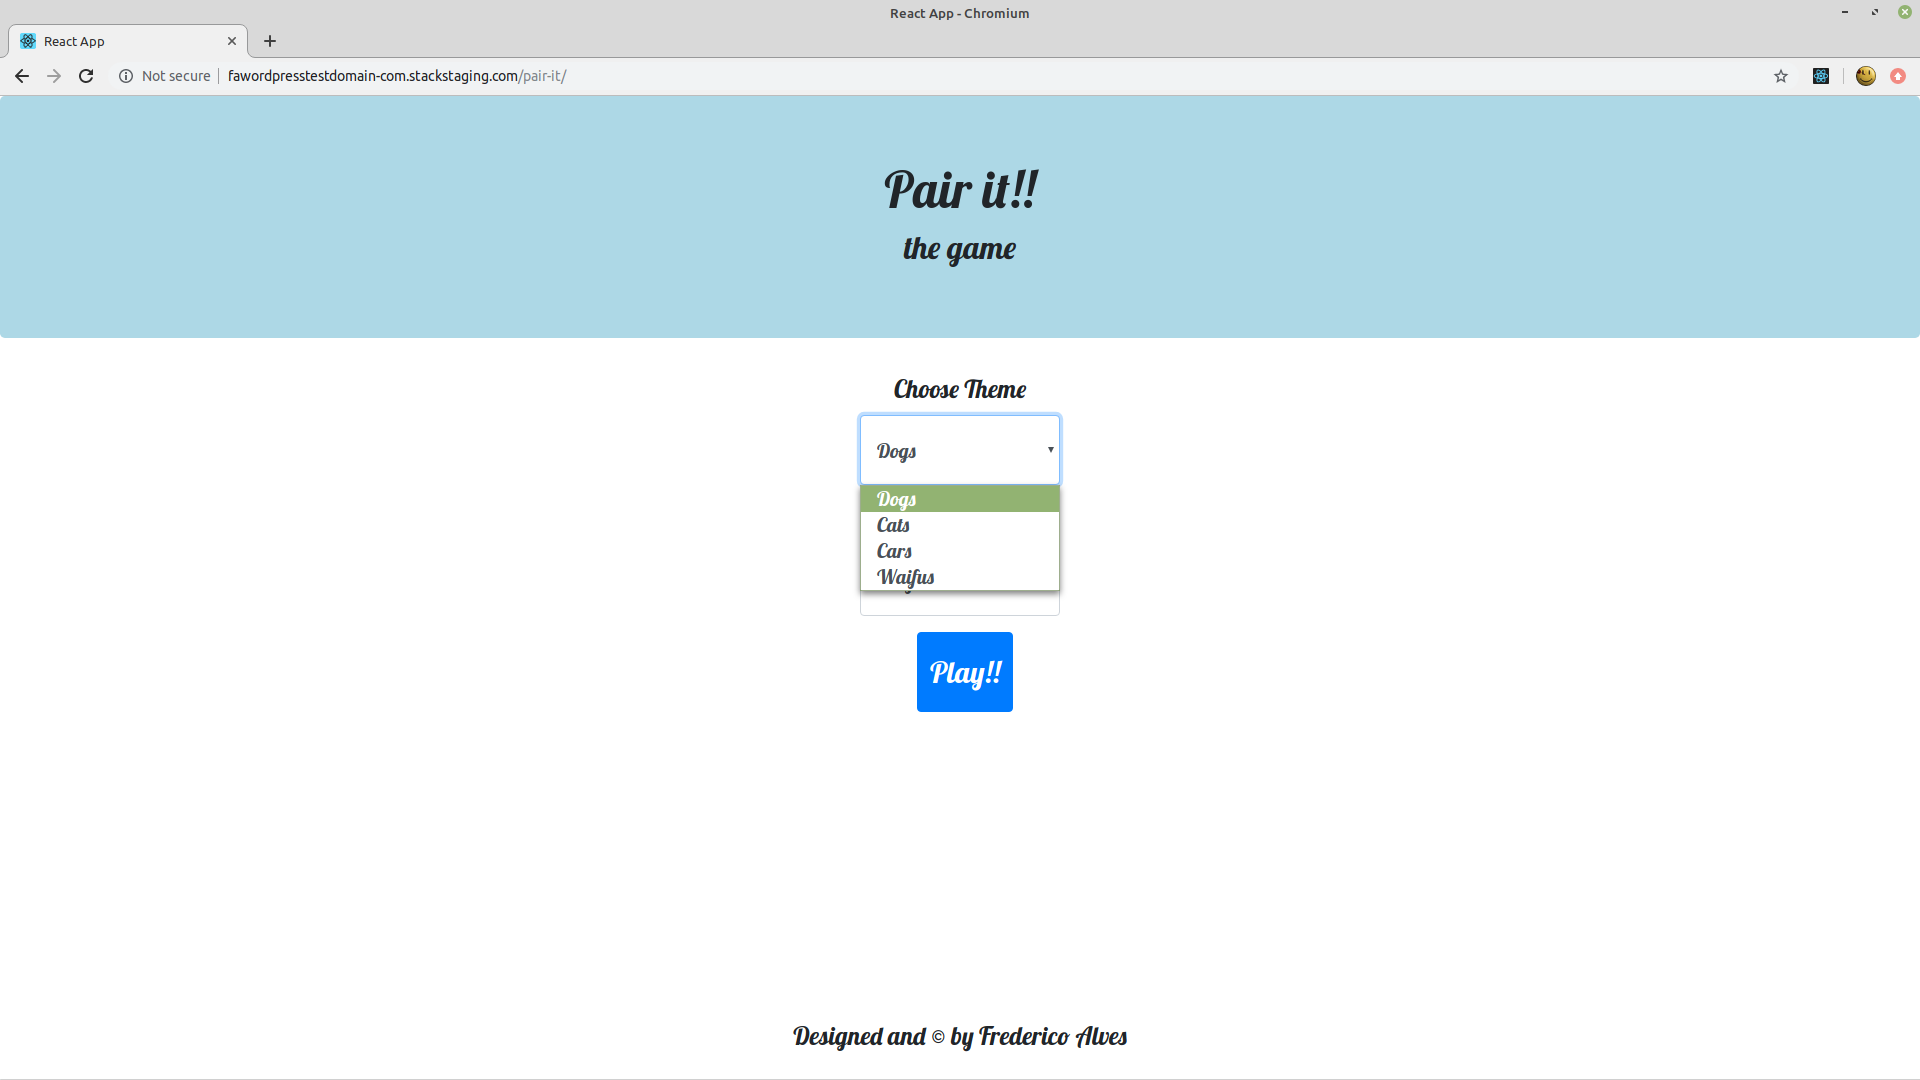 React App - Chromium
React App
Not secure
fawordpresstestdomain-com.stackstaging.com/pair-it/
Pair it!!
the game
Choose Theme
Dogs
Dogs
Cats
Cars
Waifus
Play!!
Designed and © by Frederico Alves